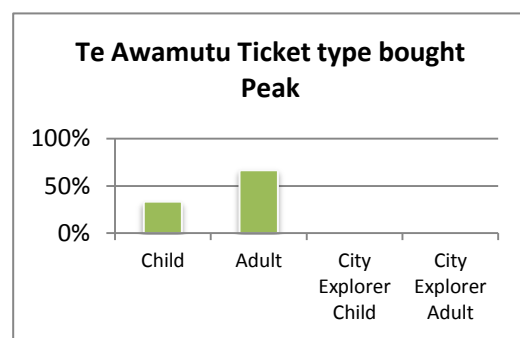 Te Awamutu Ticket type bought
Peak
100%
50%
0%
Child
Adult
City
Explorer
Child
City
Explorer
Adult